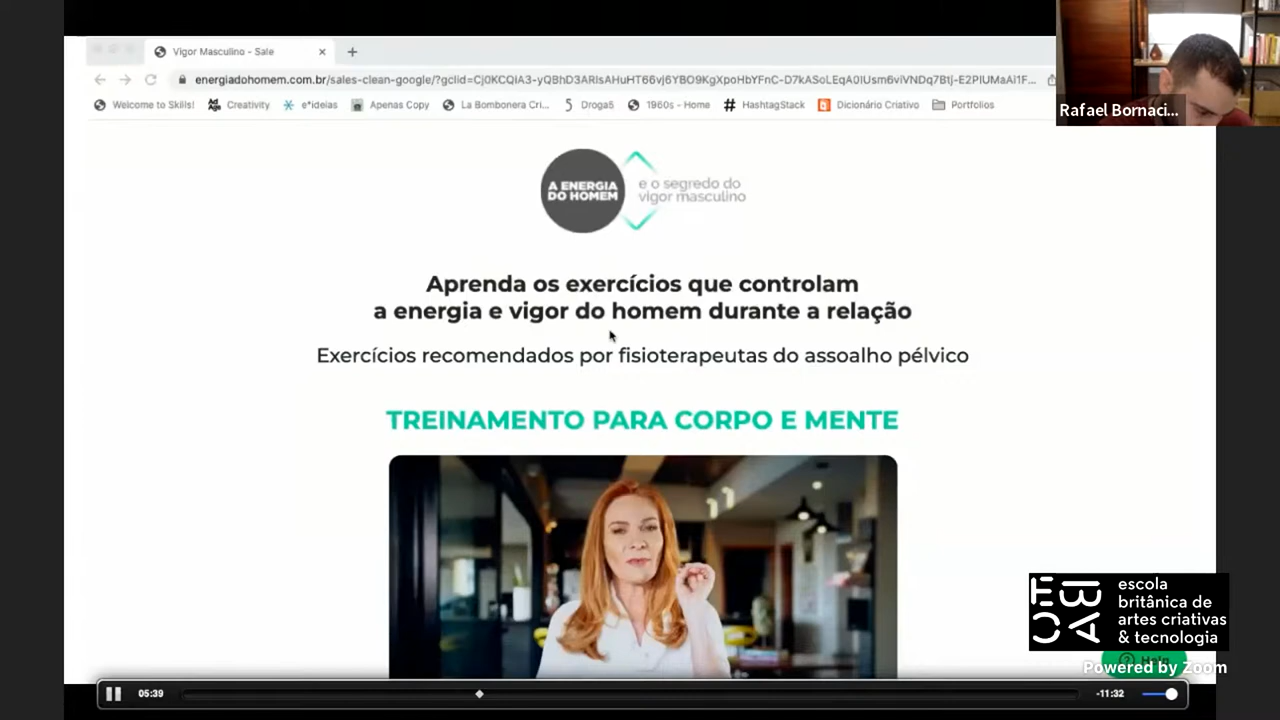 Vigor Masculino - Sale
energiadohomem.com.br/sales-clean-google/?gclid=Cj0KCQIA3-yQBhD3ARIsAHuHT66vj6YBO9KgXpoHbYFnC-D7kASoLEqA0IUsm6viVNDq7Btj-E2PIUMaAl1F...
Welcome to Skills! Creativity e*ideias Apenas Copy La Bombonera Cri... Droga5 1960s - Home HashtagStack Dicionário Criativo Portfolios
Rafael Bornaci...
A ENERGIA
DO HOMEM
e o segredo do
vigor masculino
Aprenda os exercícios que controlam
a energia e vigor do homem durante a relação
Exercícios recomendados por fisioterapeutas do assoalho pélvico
TREINAMENTO PARA CORPO E MENTE
EBAC
escola
britânica de
artes criativas
& tecnologia
Help
Powered by Zoom
05:39
-11:32